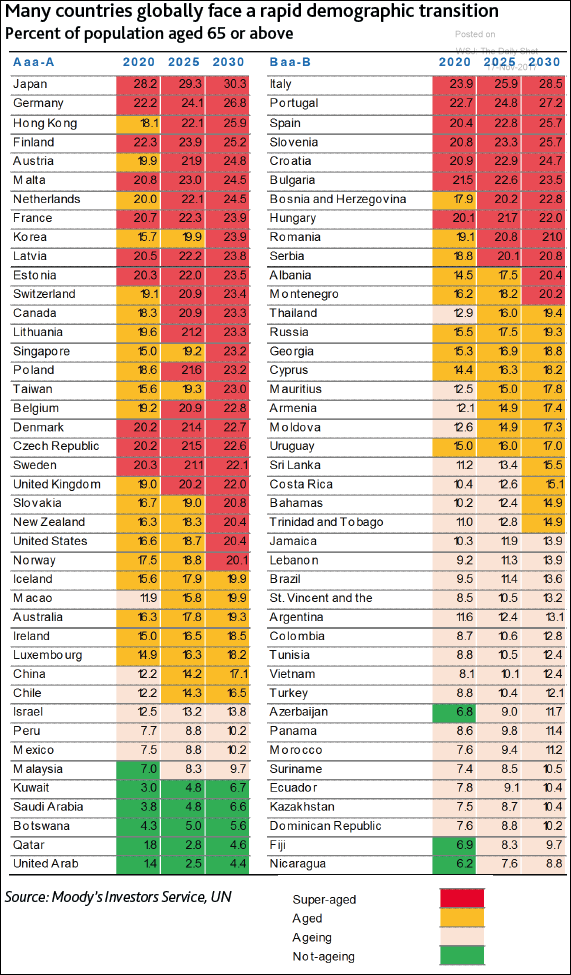 Many countries globally face a rapid demographic transition
Percent of population aged 65 or above
Posted on
WSJ: The Daily Shot
17-Nov-2017
Aaa-A 2020 2025 2030
Japan 28.2 29.3 30.3
Germany 22.2 24.1 26.8
Hong Kong 18.1 22.1 25.9
Finland 22.3 23.9 25.2
Austria 19.9 21.9 24.8
Malta 20.8 23.0 24.5
Netherlands 20.0 22.1 24.5
France 20.7 22.3 23.9
Korea 15.7 19.9 23.9
Latvia 20.5 22.2 23.8
Estonia 20.3 22.0 23.5
Switzerland 19.1 20.9 23.4
Canada 18.3 20.9 23.3
Lithuania 19.6 21.2 23.3
Singapore 15.0 19.2 23.2
Poland 18.6 21.6 23.2
Taiwan 15.6 19.3 23.0
Belgium 19.2 20.9 22.8
Denmark 20.2 21.4 22.7
Czech Republic 20.2 21.5 22.6
Sweden 20.3 21.1 22.1
United Kingdom 19.0 20.2 22.0
Slovakia 16.7 19.0 20.8
New Zealand 16.3 18.3 20.4
United States 16.6 18.7 20.4
Norway 17.5 18.8 20.1
Iceland 15.6 17.9 19.9
Macao 11.9 15.8 19.9
Australia 16.3 17.8 19.3
Ireland 15.0 16.5 18.5
Luxembourg 14.9 16.3 18.2
China 12.2 14.2 17.1
Chile 12.2 14.3 16.5
Israel 12.5 13.2 13.8
Peru 7.7 8.8 10.2
Mexico 7.5 8.8 10.2
Malaysia 7.0 8.3 9.7
Kuwait 3.0 4.8 6.7
Saudi Arabia 3.8 4.8 6.6
Botswana 4.3 5.0 5.6
Qatar 1.8 2.8 4.6
United Arab 1.4 2.5 4.4
Baa-B 2020 2025 2030
Italy 23.9 25.9 28.5
Portugal 22.7 24.8 27.2
Spain 20.4 22.8 25.7
Slovenia 20.8 23.3 25.7
Croatia 20.9 22.9 24.7
Bulgaria 21.5 22.6 23.5
Bosnia and Herzegovina 17.9 20.2 22.8
Hungary 20.1 21.7 22.0
Romania 19.1 20.8 21.0
Serbia 18.8 20.1 20.8
Albania 14.5 17.5 20.4
Montenegro 16.2 18.2 20.2
Thailand 12.9 16.0 19.4
Russia 15.5 17.5 19.3
Georgia 15.3 16.9 18.8
Cyprus 14.4 16.3 18.2
Mauritius 12.5 15.0 17.8
Armenia 12.1 14.9 17.4
Moldova 12.6 14.9 17.3
Uruguay 15.0 16.0 17.0
Sri Lanka 11.2 13.4 15.5
Costa Rica 10.4 12.6 15.1
Bahamas 10.2 12.4 14.9
Trinidad and Tobago 11.0 12.8 14.9
Jamaica 10.3 11.9 13.9
Lebanon 9.2 11.3 13.9
Brazil 9.5 11.4 13.6
St. Vincent and the 8.5 10.5 13.2
Argentina 11.6 12.4 13.1
Colombia 8.7 10.6 12.8
Tunisia 8.8 10.5 12.4
Vietnam 8.1 10.1 12.4
Turkey 8.8 10.4 12.1
Azerbaijan 6.8 9.0 11.7
Panama 8.6 9.8 11.4
Morocco 7.6 9.4 11.2
Suriname 7.4 8.5 10.5
Ecuador 7.8 9.1 10.4
Kazakhstan 7.5 8.7 10.4
Dominican Republic 7.6 8.8 10.2
Fiji 6.9 8.3 9.7
Nicaragua 6.2 7.6 8.8
Source: Moody's Investors Service, UN
Super-aged
Aged
Ageing
Not-ageing